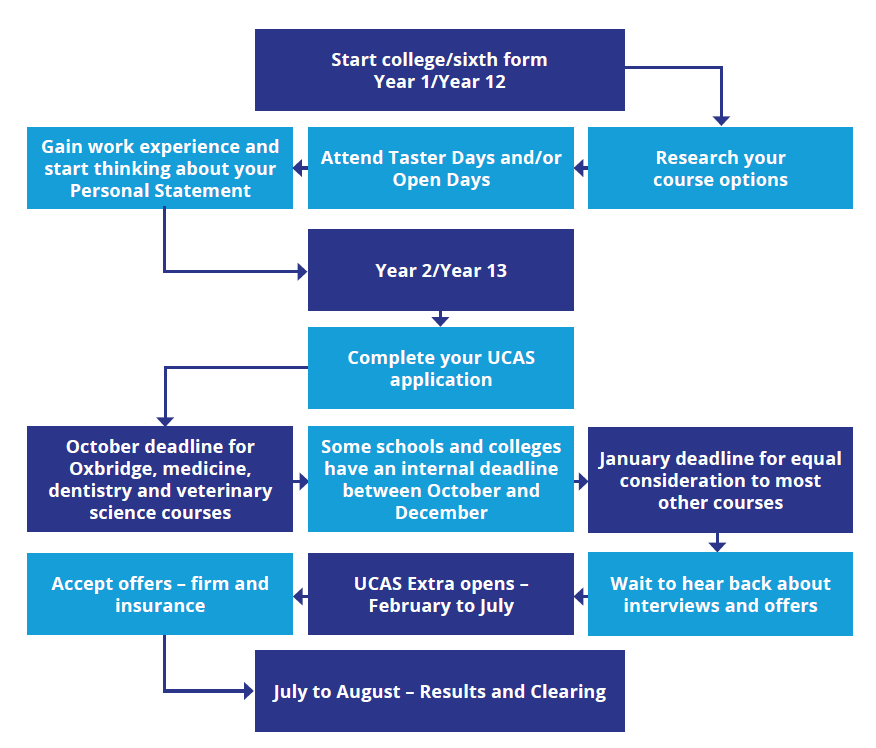 Start college/sixth form
Year 1/Year 12
Research your
course options
Attend Taster Days and/or
Open Days
Gain work experience and
start thinking about your
Personal Statement
Year 2/Year 13
Complete your UCAS
application
October deadline for
Oxbridge, medicine,
dentistry and veterinary
science courses
Some schools and colleges
have an internal deadline
between October and
December
January deadline for equal
consideration to most
other courses
Wait to hear back about
interviews and offers
UCAS Extra opens –
February to July
Accept offers – firm and
insurance
July to August – Results and Clearing